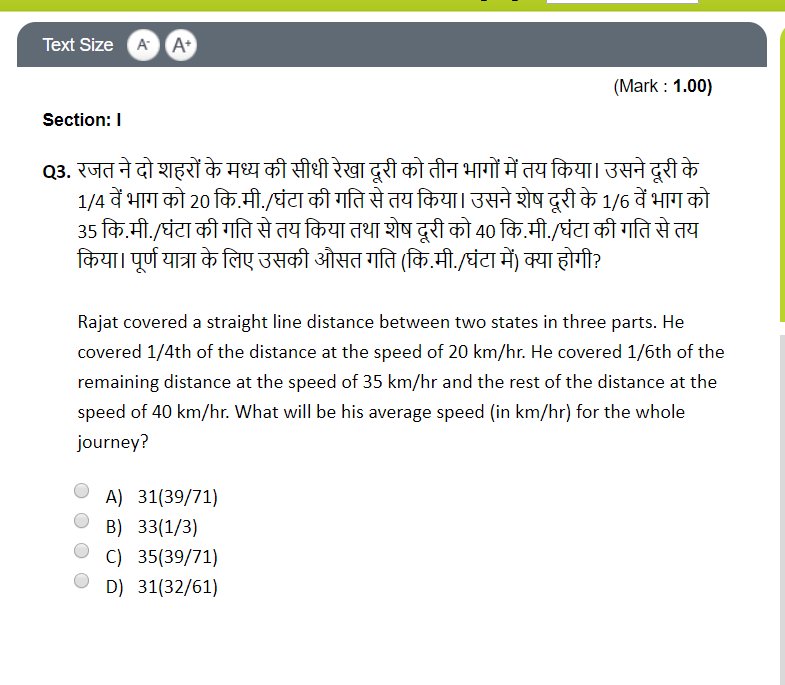 Text Size A- A+
(Mark : 1.00)
Section: I
Q3. रजत ने दो शहरों के मध्य की सीधी रेखा दूरी को तीन भागों में तय किया। उसने दूरी के
1/4 वें भाग को 20 कि.मी./घंटा की गति से तय किया। उसने शेष दूरी के 1/6 वें भाग को
35 कि.मी./घंटा की गति से तय किया तथा शेष दूरी को 40 कि.मी./घंटा की गति से तय
किया। पूर्ण यात्रा के लिए उसकी औसत गति (कि.मी./घंटा में) क्या होगी?
Rajat covered a straight line distance between two states in three parts. He
covered 1/4th of the distance at the speed of 20 km/hr. He covered 1/6th of the
remaining distance at the speed of 35 km/hr and the rest of the distance at the
speed of 40 km/hr. What will be his average speed (in km/hr) for the whole
journey?
A) 31(39/71)
B) 33(1/3)
C) 35(39/71)
D) 31(32/61)